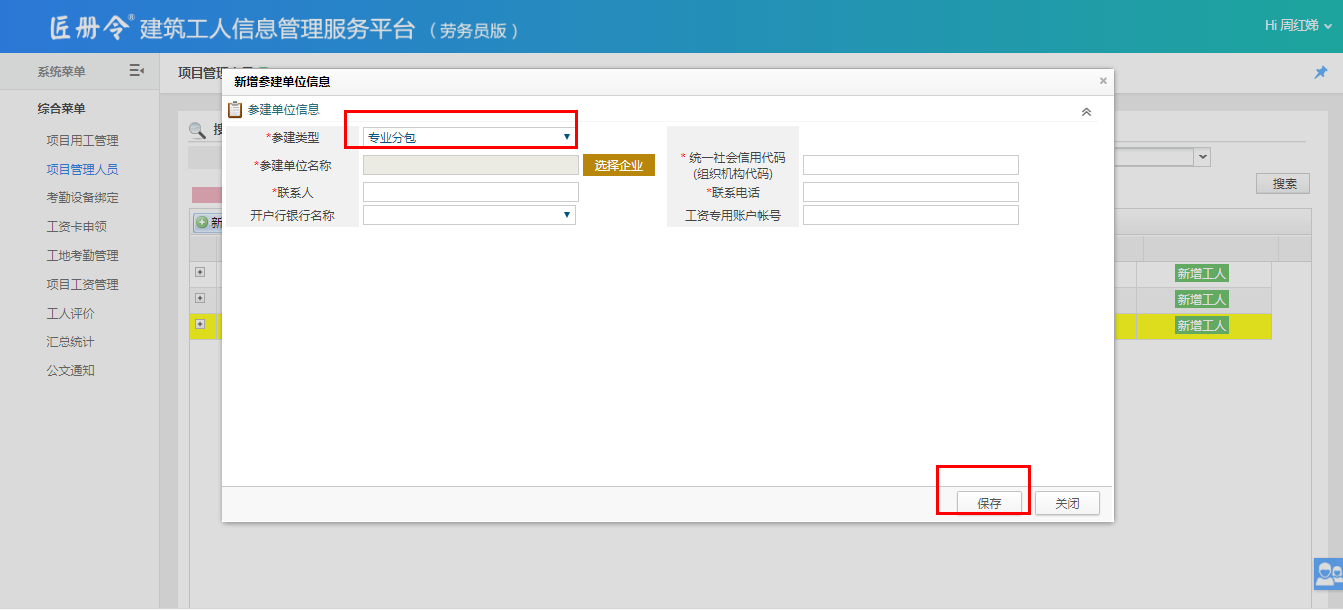 匠册令® 建筑工人信息管理服务平台（劳务员版）
Hi 周红娣
系统菜单
综合菜单
项目用工管理
项目管理人员
考勤设备绑定
工资卡申领
工地考勤管理
项目工资管理
工人评价
汇总统计
公文通知
项目管理
搜
新
新增参建单位信息
×
参建单位信息
*参建类型 专业分包
*参建单位名称 选择企业 *统一社会信用代码
(组织机构代码)
*联系人 *联系电话
开户行银行名称 工资专用账户帐号
保存 关闭
搜索
新增工人
新增工人
新增工人